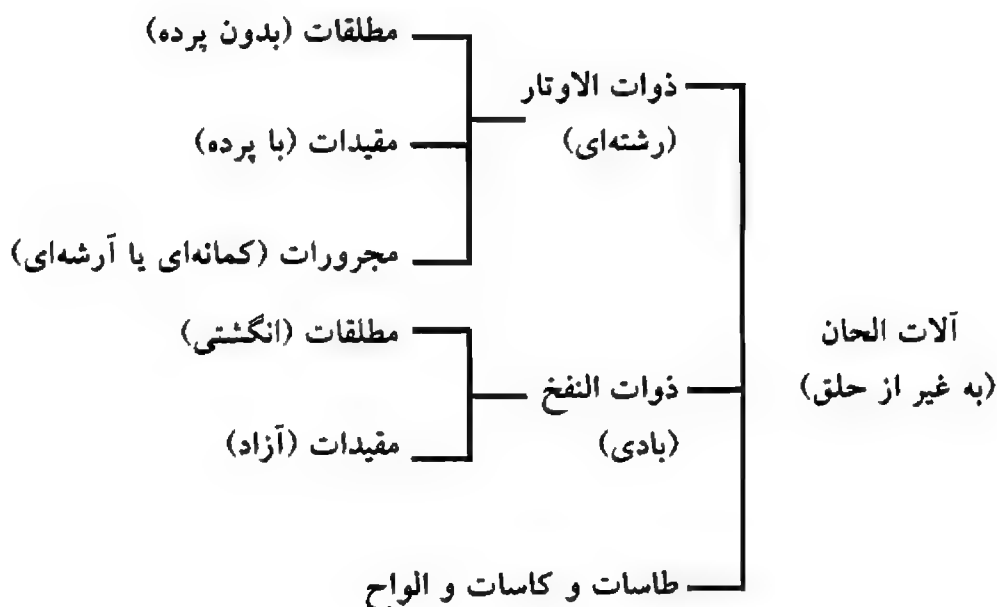 آلات الحان
(به غیر از حلق)
ذوات الاوتار
(رشته‌ای)
مطلقات (بدون پرده)
مقیدات (با پرده)
مجرورات (کمانه‌ای یا آرشه‌ای)
ذوات النفخ
(بادی)
مطلقات (انگشتی)
مقیدات (آزاد)
طاسات و کاسات و الواح